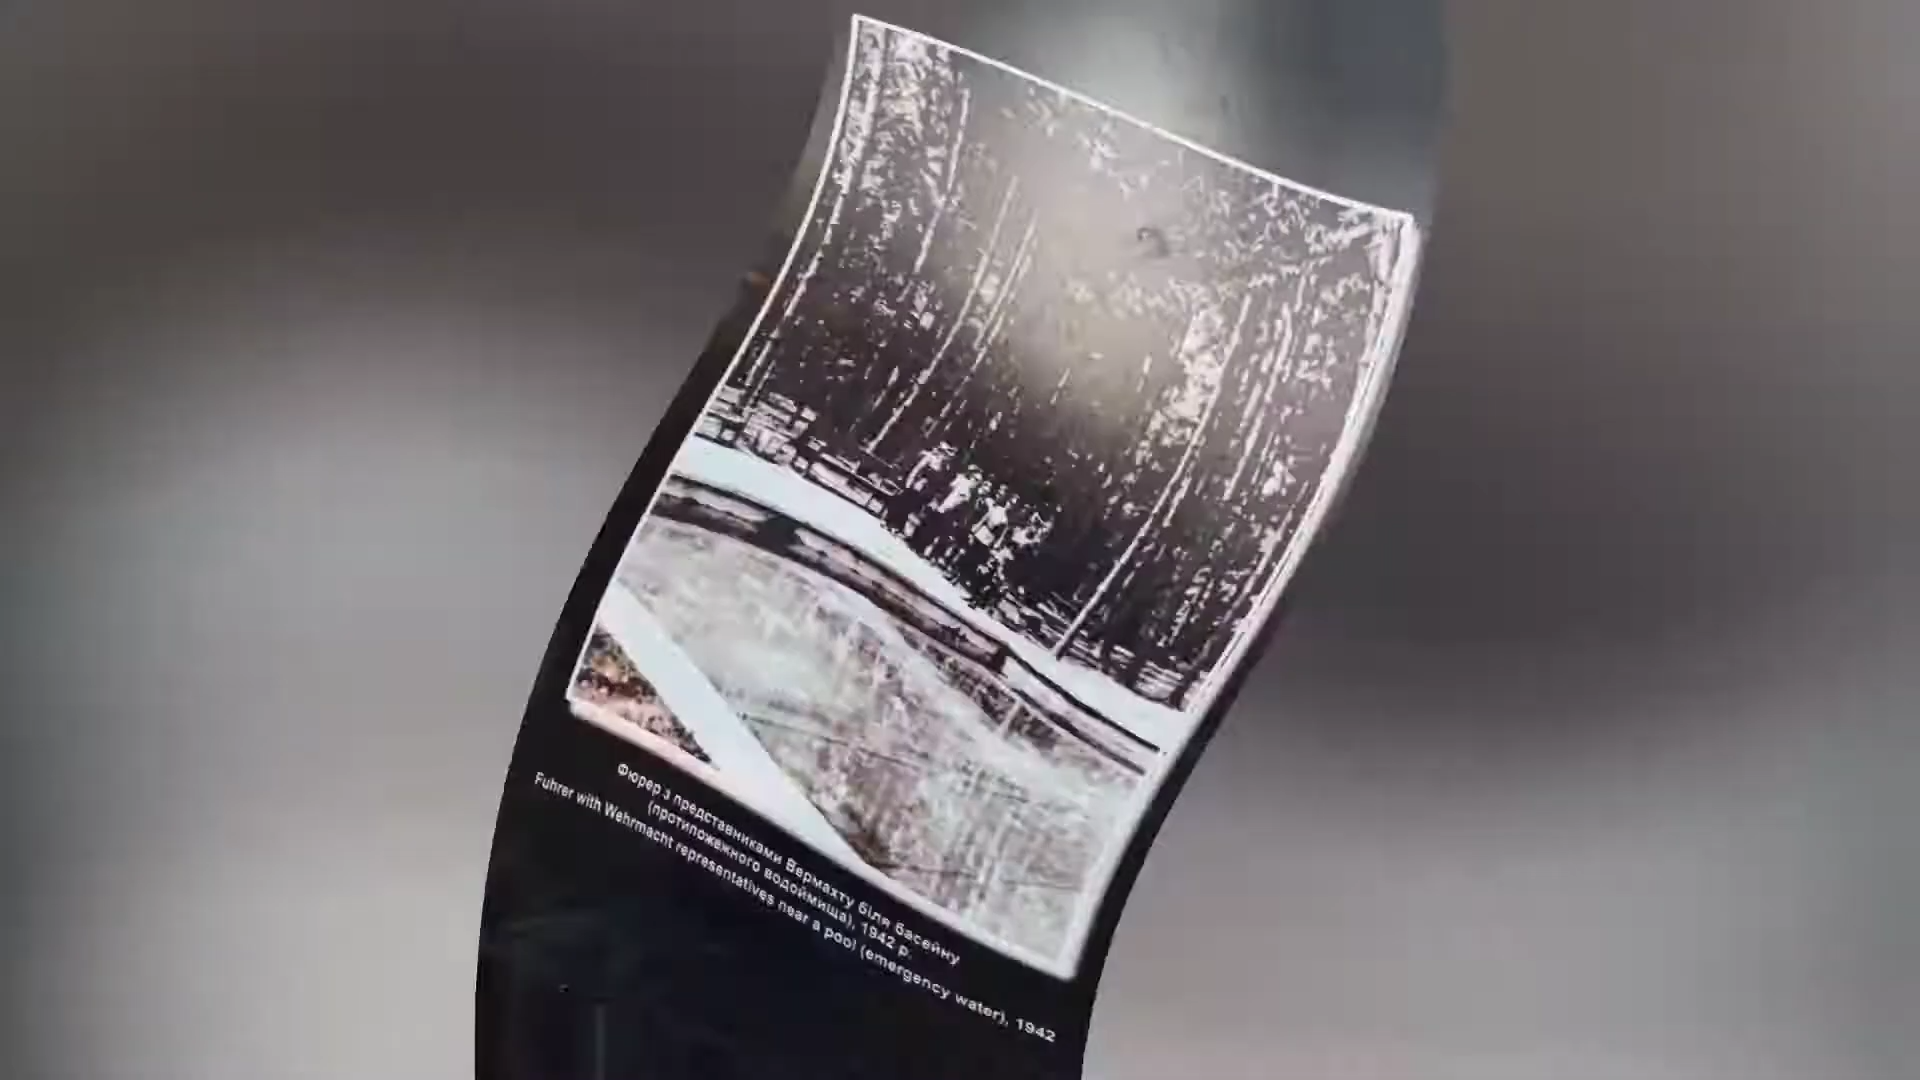 Фюрер з представниками Вермахту біля басейну
(протипожежного водоймища), 1942 р.
Fuhrer with Wehrmacht representatives near a pool (emergency water), 1942